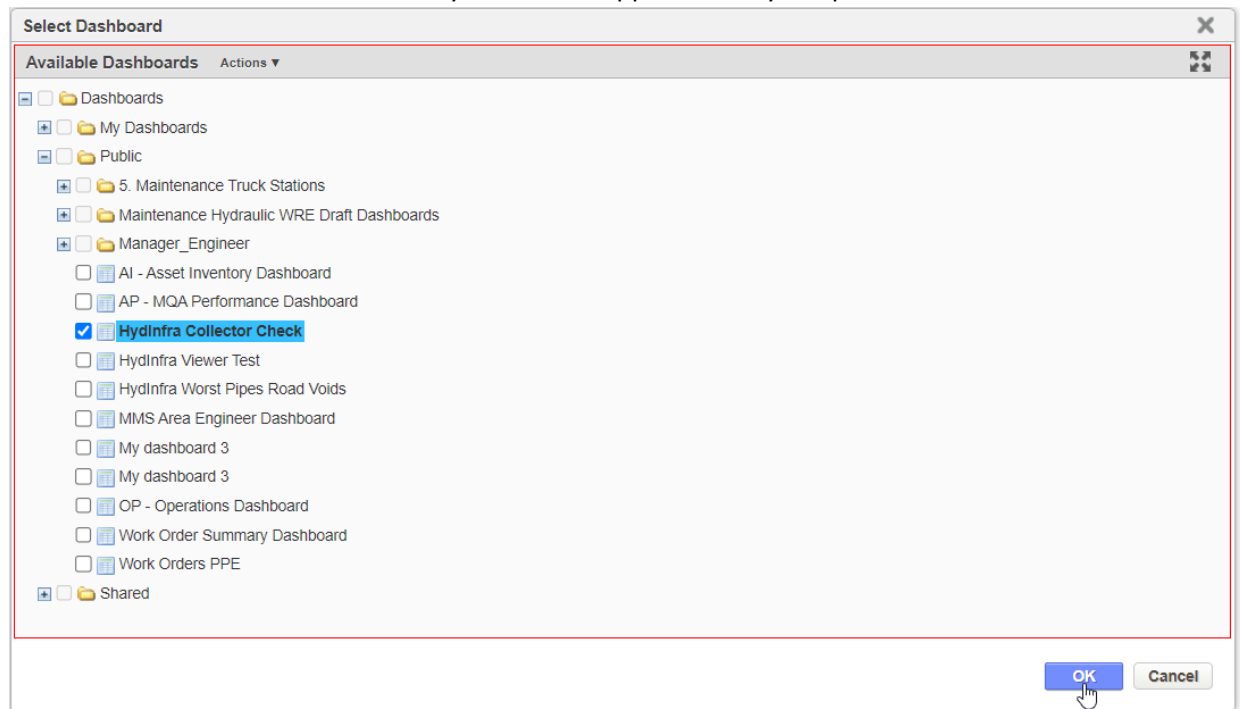 Select Dashboard
Available Dashboards Actions ▼
Dashboards
My Dashboards
Public
5. Maintenance Truck Stations
Maintenance Hydraulic WRE Draft Dashboards
Manager_Engineer
AI - Asset Inventory Dashboard
AP - MQA Performance Dashboard
HydInfra Collector Check
HydInfra Viewer Test
HydInfra Worst Pipes Road Voids
MMS Area Engineer Dashboard
My dashboard 3
My dashboard 3
OP - Operations Dashboard
Work Order Summary Dashboard
Work Orders PPE
Shared
OK Cancel